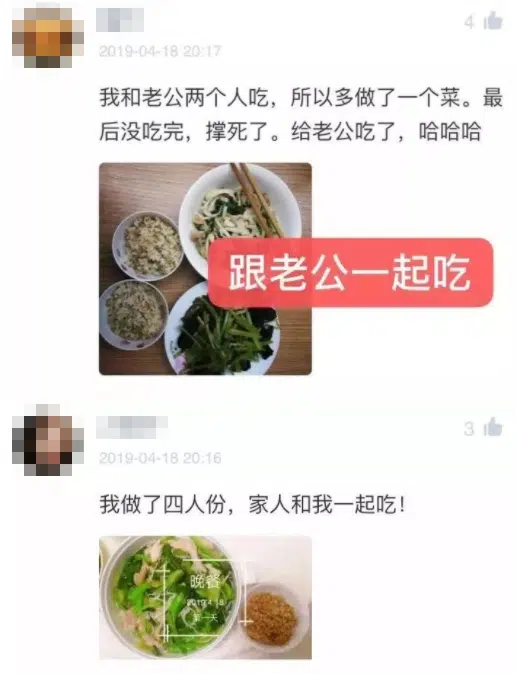 4
2019-04-18 20:17
我和老公两个人吃，所以多做了一个菜。最
后没吃完，撑死了。给老公吃了，哈哈哈
跟老公一起吃
3
2019-04-18 20:16
我做了四人份，家人和我一起吃！
晚餐
2019.4.18
第一天